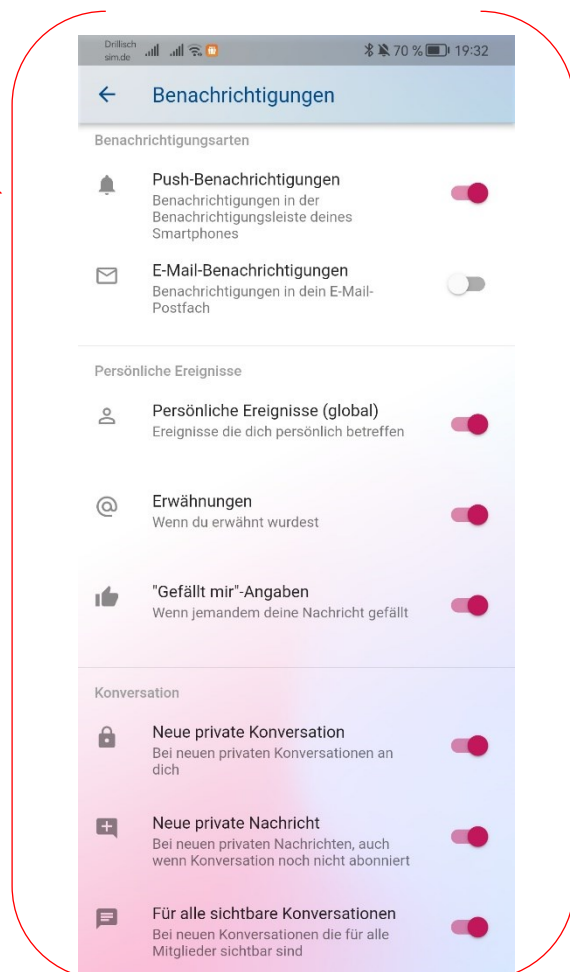 Drillisch
sim.de
70 % 19:32
Benachrichtigungen
Benachrichtigungsarten
Push-Benachrichtigungen
Benachrichtigungen in der
Benachrichtigungsleiste deines
Smartphones
E-Mail-Benachrichtigungen
Benachrichtigungen in dein E-Mail-
Postfach
Persönliche Ereignisse
Persönliche Ereignisse (global)
Ereignisse die dich persönlich betreffen
Erwähnungen
Wenn du erwähnt wurdest
"Gefällt mir"-Angaben
Wenn jemandem deine Nachricht gefällt
Konversation
Neue private Konversation
Bei neuen privaten Konversationen an
dich
Neue private Nachricht
Bei neuen privaten Nachrichten, auch
wenn Konversation noch nicht abonniert
Für alle sichtbare Konversationen
Bei neuen Konversationen die für alle
Mitglieder sichtbar sind